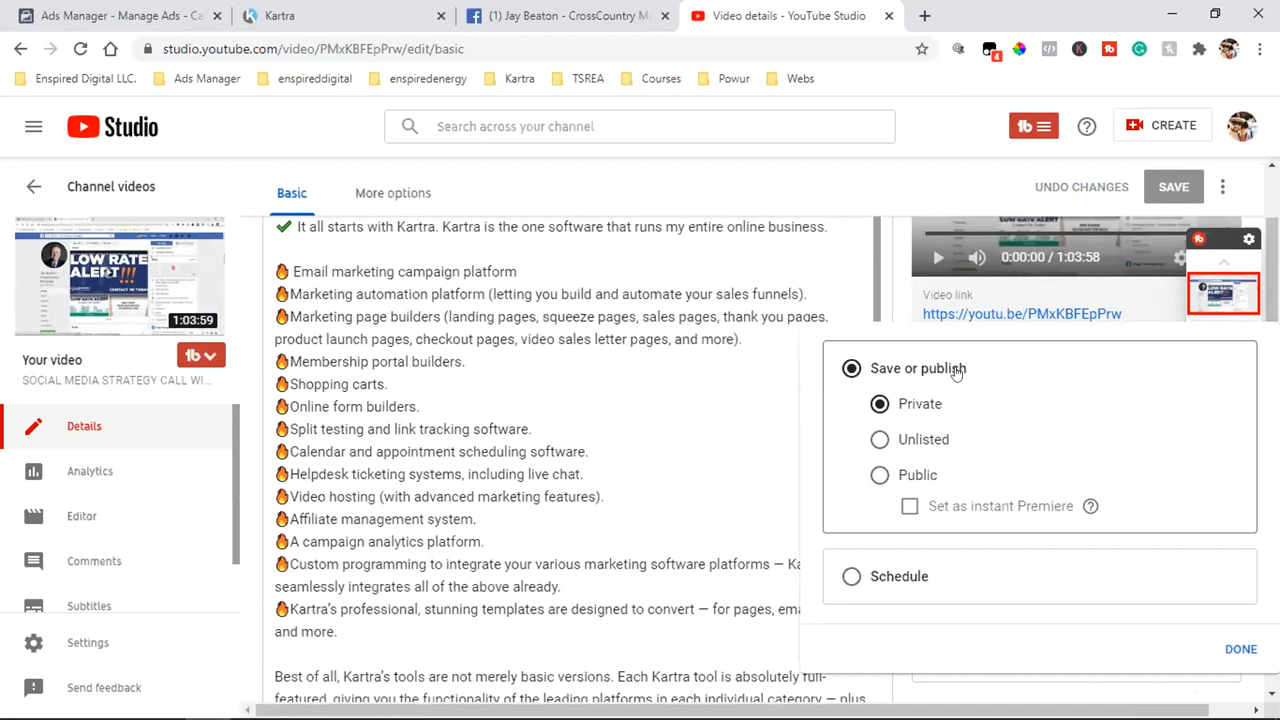 Ads Manager - Manage Ads - Ca
Kartra
(1) Jay Beaton - CrossCountry Mo
Video details - YouTube Studio
studio.youtube.com/video/PMxKBFEpPrw/edit/basic
4
Enspired Digital LLC.
Ads Manager
enspireddigital
enspiredenergy
Kartra
TSREA
Courses
Powur
Webs
Studio
Search across your channel
tb
CREATE
Channel videos
Basic
More options
UNDO CHANGES
SAVE
LOW RATE
ALERT
1:03:59
Your video
tb
SOCIAL MEDIA STRATEGY CALL WI...
Details
Analytics
Editor
Comments
Subtitles
Settings
Send feedback
✔ It all starts with Kartra. Kartra is the one software that runs my entire online business.
🔥 Email marketing campaign platform
🔥Marketing automation platform (letting you build and automate your sales funnels).
🔥Marketing page builders (landing pages, squeeze pages, sales pages, thank you pages,
product launch pages, checkout pages, video sales letter pages, and more).
🔥Membership portal builders.
🔥Shopping carts.
🔥Online form builders.
🔥Split testing and link tracking software.
🔥Calendar and appointment scheduling software.
🔥Helpdesk ticketing systems, including live chat.
🔥Video hosting (with advanced marketing features).
🔥Affiliate management system.
🔥A campaign analytics platform.
🔥Custom programming to integrate your various marketing software platforms — Ka
seamlessly integrates all of the above already.
🔥Kartra's professional, stunning templates are designed to convert — for pages, ema
and more.
Best of all, Kartra's tools are not merely basic versions. Each Kartra tool is absolutely full-
featured, giving you the functionality of the leading platforms in each individual category — plus
0:00:00 / 1:03:58
Video link
https://youtu.be/PMxKBFEpPrw
Save or publish
Private
Unlisted
Public
Set as instant Premiere
Schedule
DONE